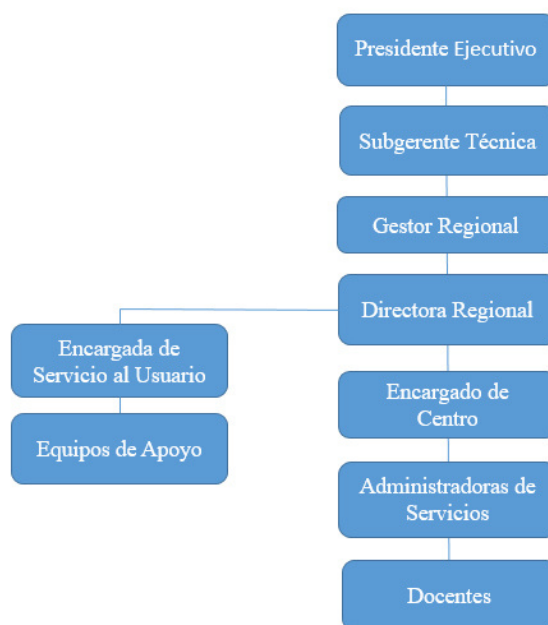 Presidente Ejecutivo
Subgerente Técnica
Gestor Regional
Directora Regional
Encargada de
Servicio al Usuario
Equipos de Apoyo
Encargado de
Centro
Administradoras de
Servicios
Docentes